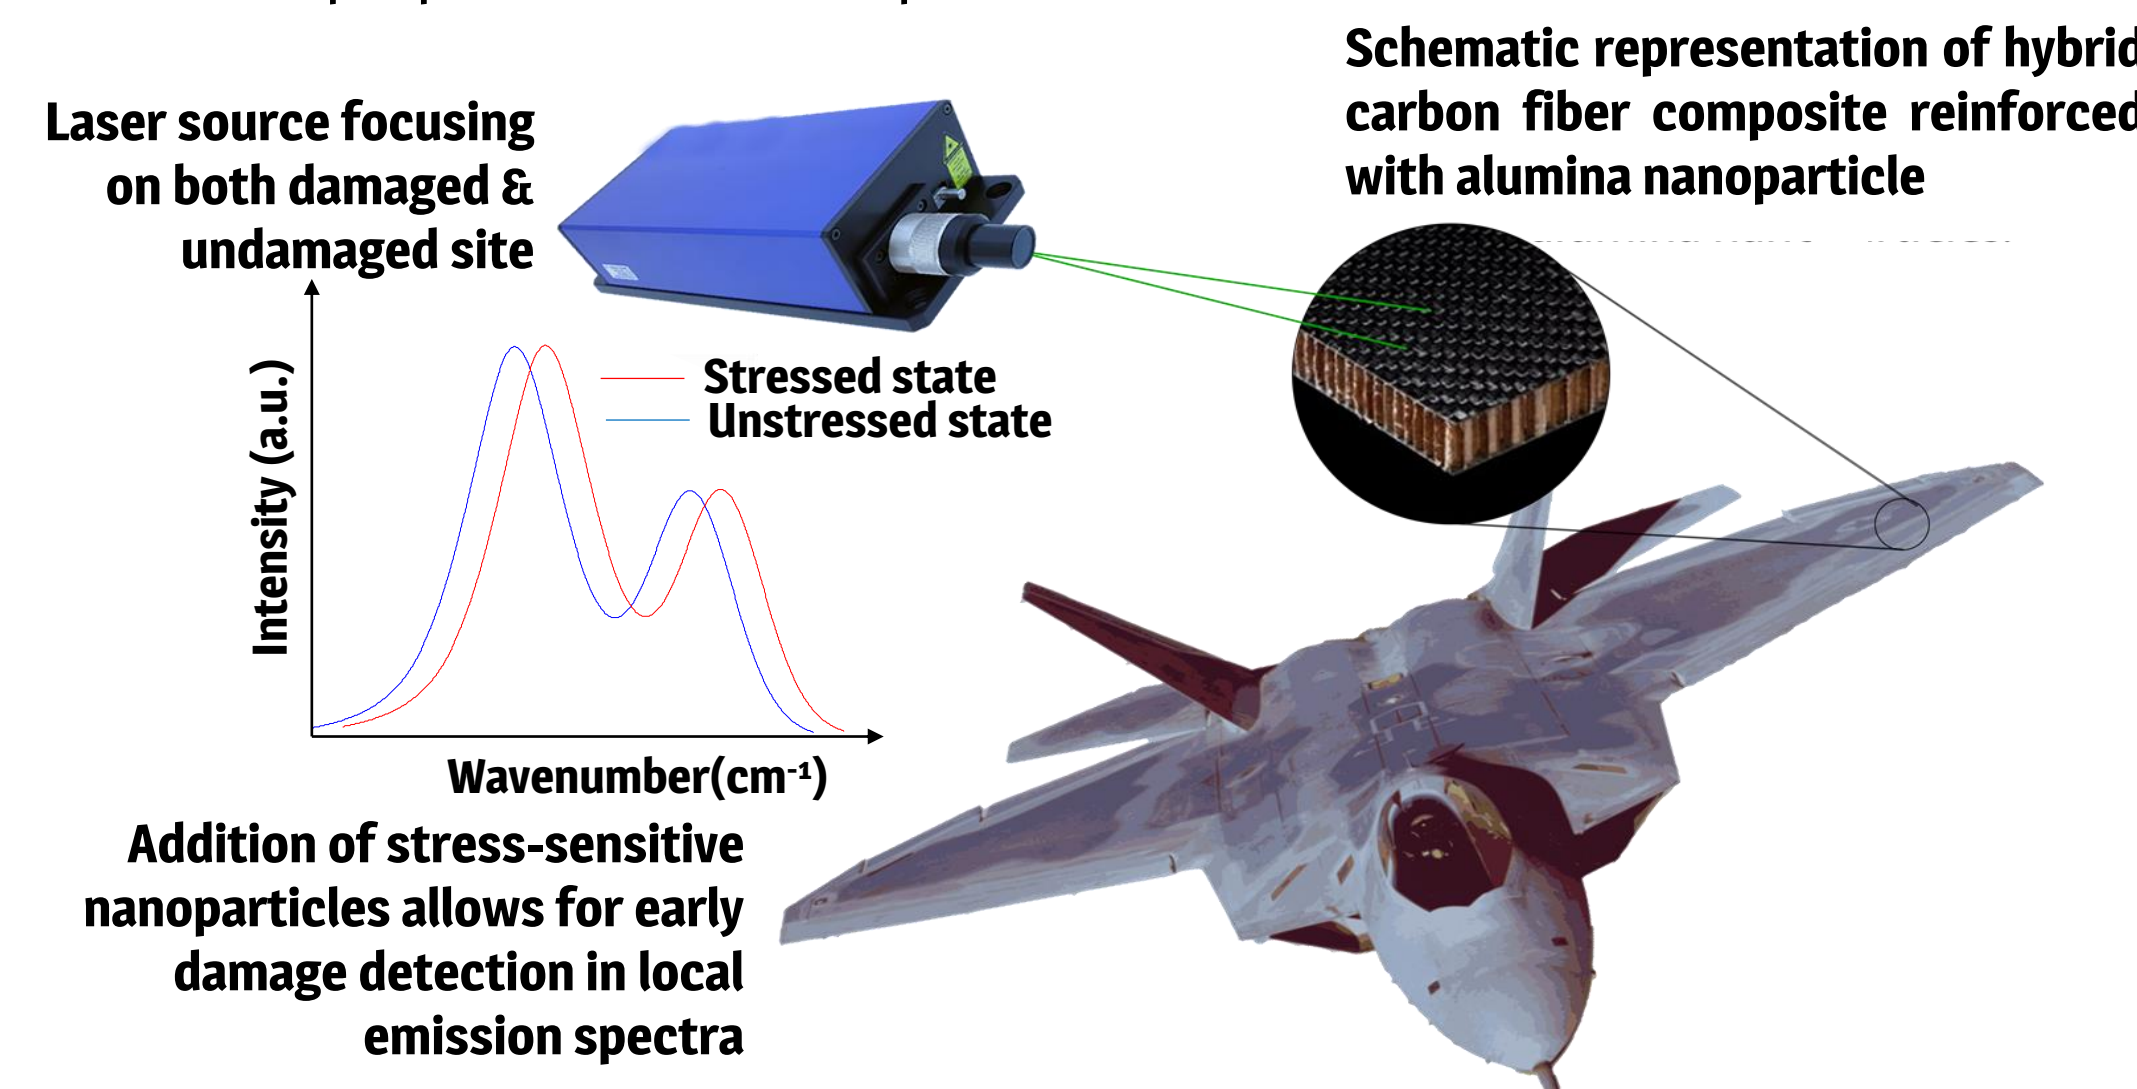 Schematic representation of hybrid
carbon fiber composite reinforced
with alumina nanoparticle
Laser source focusing
on both damaged &
undamaged site
Stressed state
Unstressed state
Intensity (a.u.)
Wavenumber(cm⁻¹)
Addition of stress-sensitive
nanoparticles allows for early
damage detection in local
emission spectra